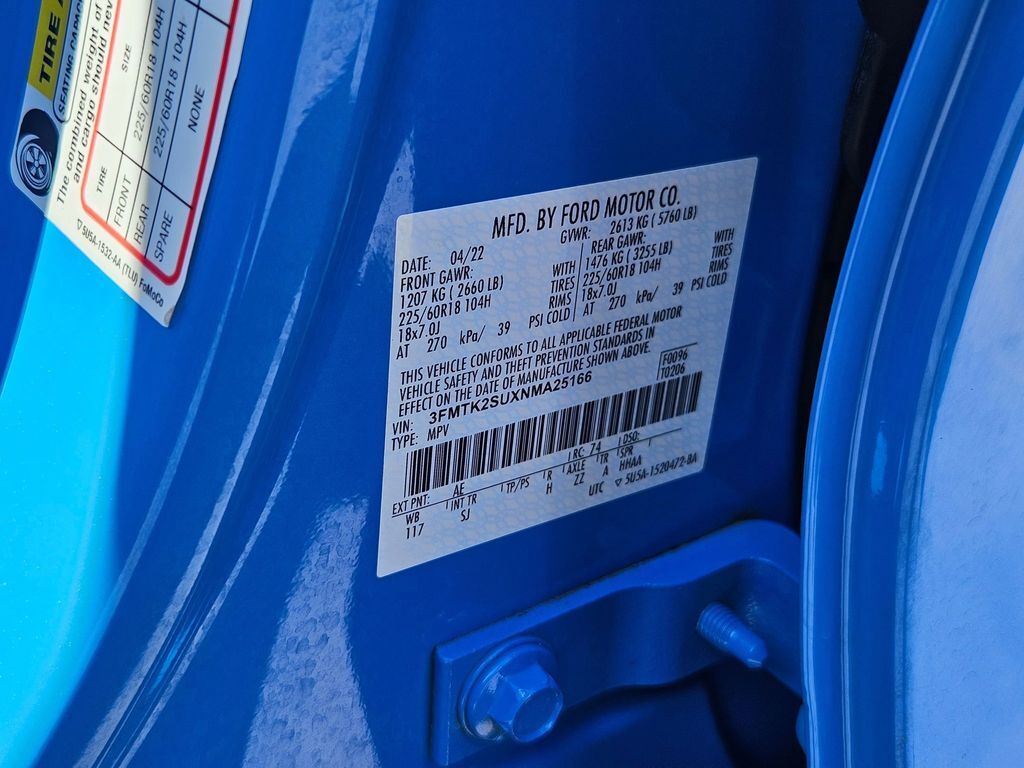 TIRE
SEATING CAPAC
The combined weight of
and cargo should nev
TIRE SIZE
FRONT 225/60R18 104H
REAR 225/60R18 104H
SPARE NONE
5U5A-1532-AA (TLU) FoMoCo
MFD. BY FORD MOTOR CO.
DATE: 04/22 GVWR: 2613 KG ( 5760 LB)
FRONT GAWR: REAR GAWR:
1207 KG ( 2660 LB) WITH 1476 KG ( 3255 LB) WITH
225/60R18 104H TIRES 225/60R18 104H TIRES
18x7.0J RIMS 18x7.0J RIMS
AT 270 kPa/ 39 PSI COLD AT 270 kPa/ 39 PSI COLD
THIS VEHICLE CONFORMS TO ALL APPLICABLE FEDERAL MOTOR
VEHICLE SAFETY AND THEFT PREVENTION STANDARDS IN
EFFECT ON THE DATE OF MANUFACTURE SHOWN ABOVE.
F0096
T0206
VIN: 3FMTK2SUXNMA25166
TYPE: MPV
EXT PNT: AE RC: 74 DSO:
WB INT TR TP/PS R AXLE TR SPR
117 SJ H ZZ A HHAA
UTC 5U5A-1520472-BA